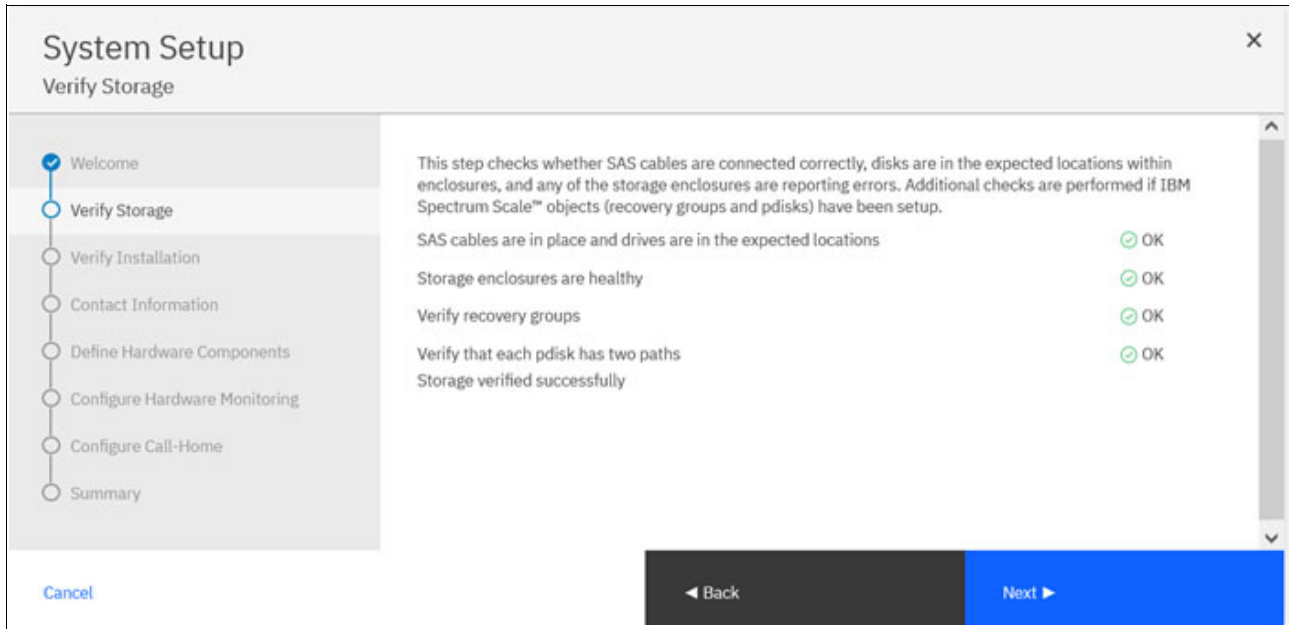 System Setup
Verify Storage
Welcome
Verify Storage
Verify Installation
Contact Information
Define Hardware Components
Configure Hardware Monitoring
Configure Call-Home
Summary
This step checks whether SAS cables are connected correctly, disks are in the expected locations within
enclosures, and any of the storage enclosures are reporting errors. Additional checks are performed if IBM
Spectrum Scale™ objects (recovery groups and pdisks) have been setup.
SAS cables are in place and drives are in the expected locations OK
Storage enclosures are healthy OK
Verify recovery groups OK
Verify that each pdisk has two paths OK
Storage verified successfully
Cancel
Back
Next